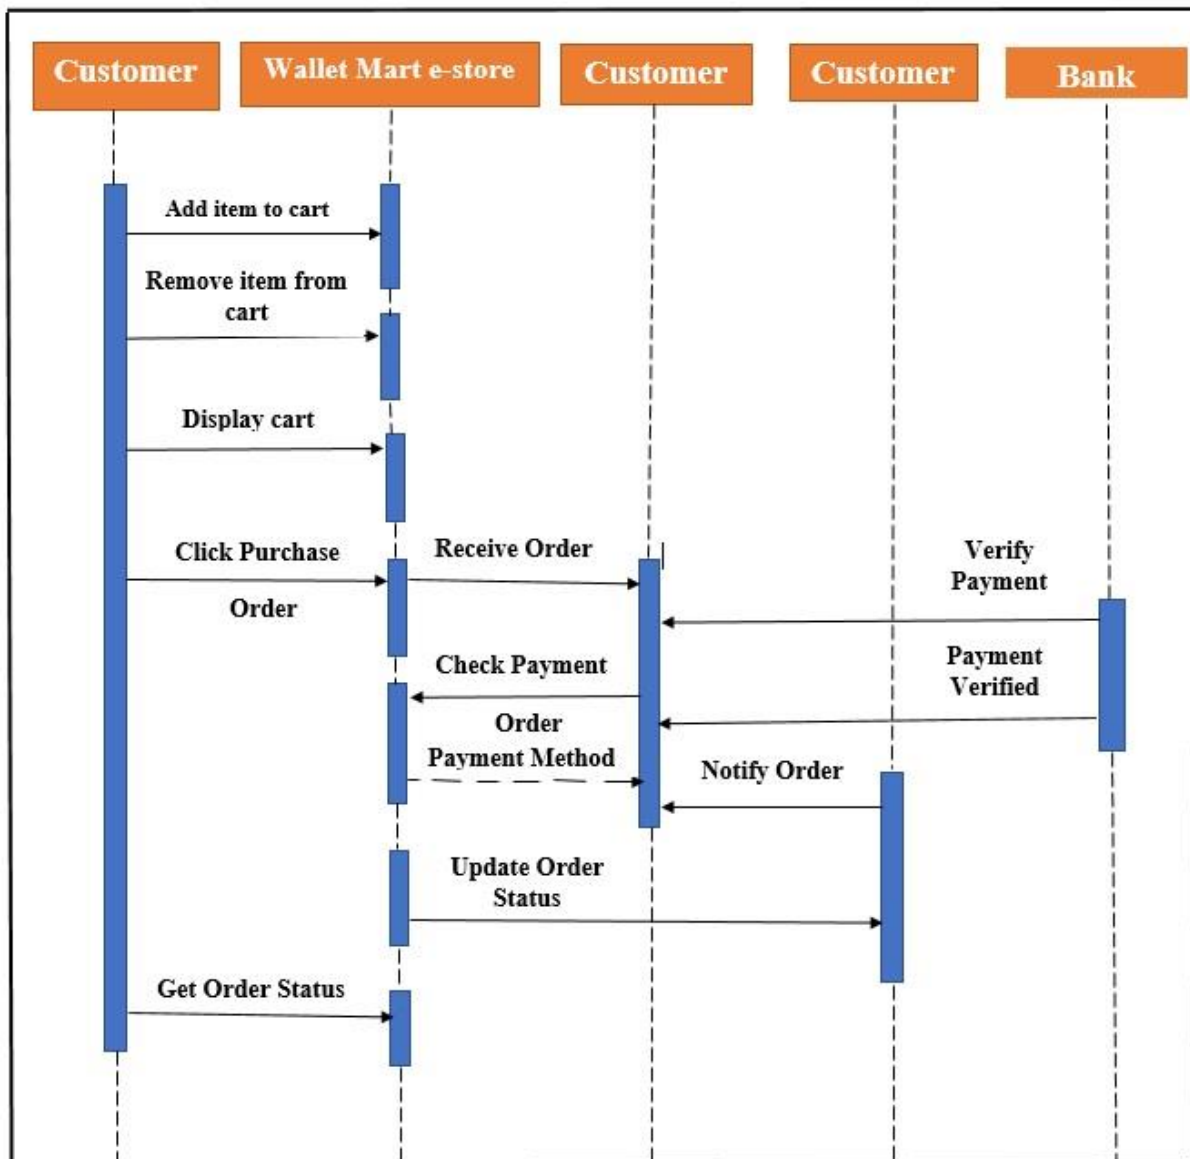 Customer
Wallet Mart e-store
Customer
Customer
Bank
Add item to cart
Remove item from
cart
Display cart
Click Purchase
Order
Receive Order
Verify
Payment
Check Payment
Order
Payment
Verified
Payment Method
Notify Order
Update Order
Status
Get Order Status